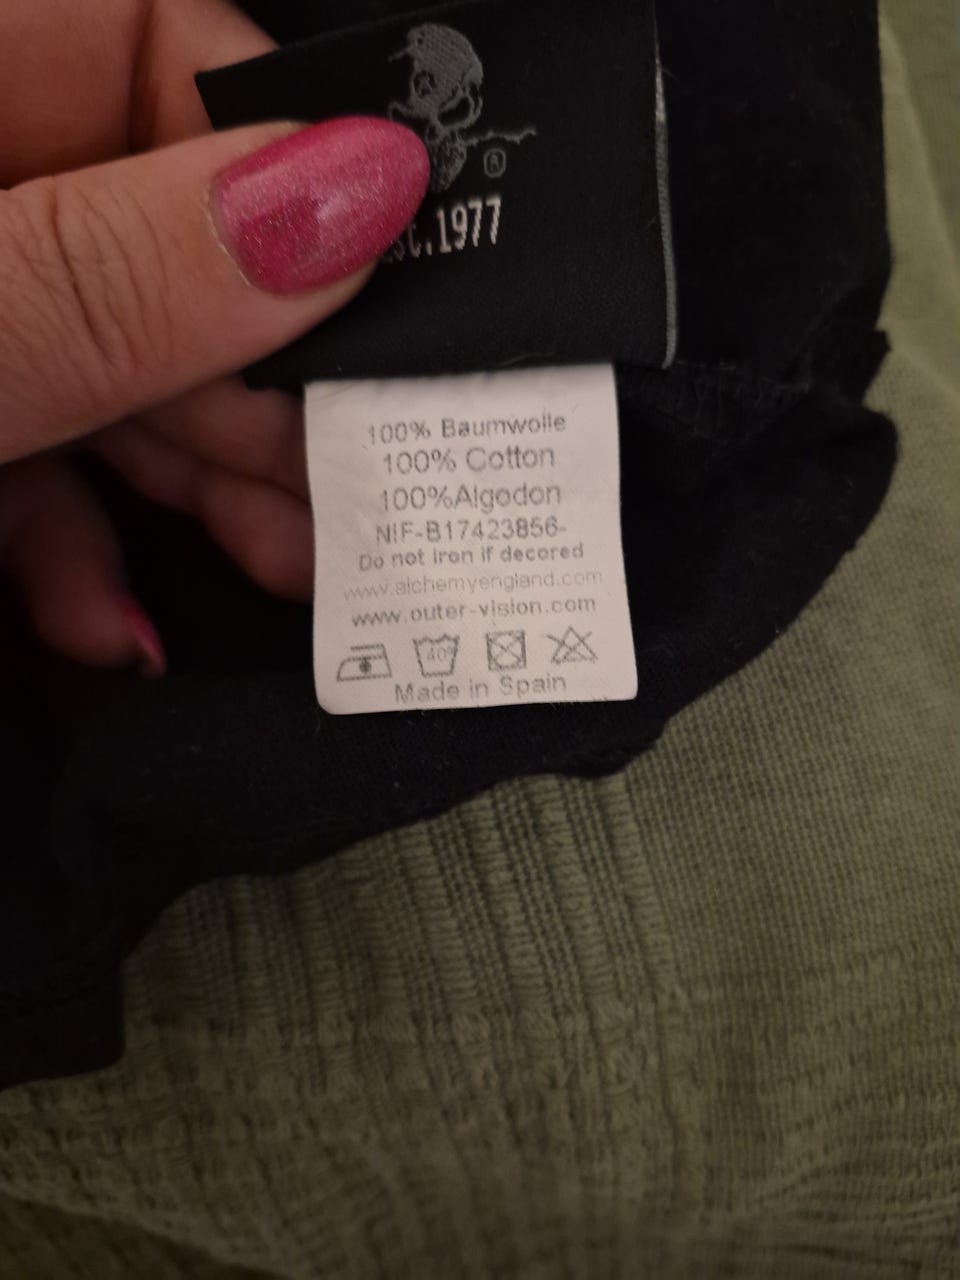 ®
Est.1977
100% Baumwolle
100% Cotton
100%Algodon
NIF-B17423856-
Do not Iron if decored
www.alchemyengland.com
www.outer-vision.com
40°
Made in Spain